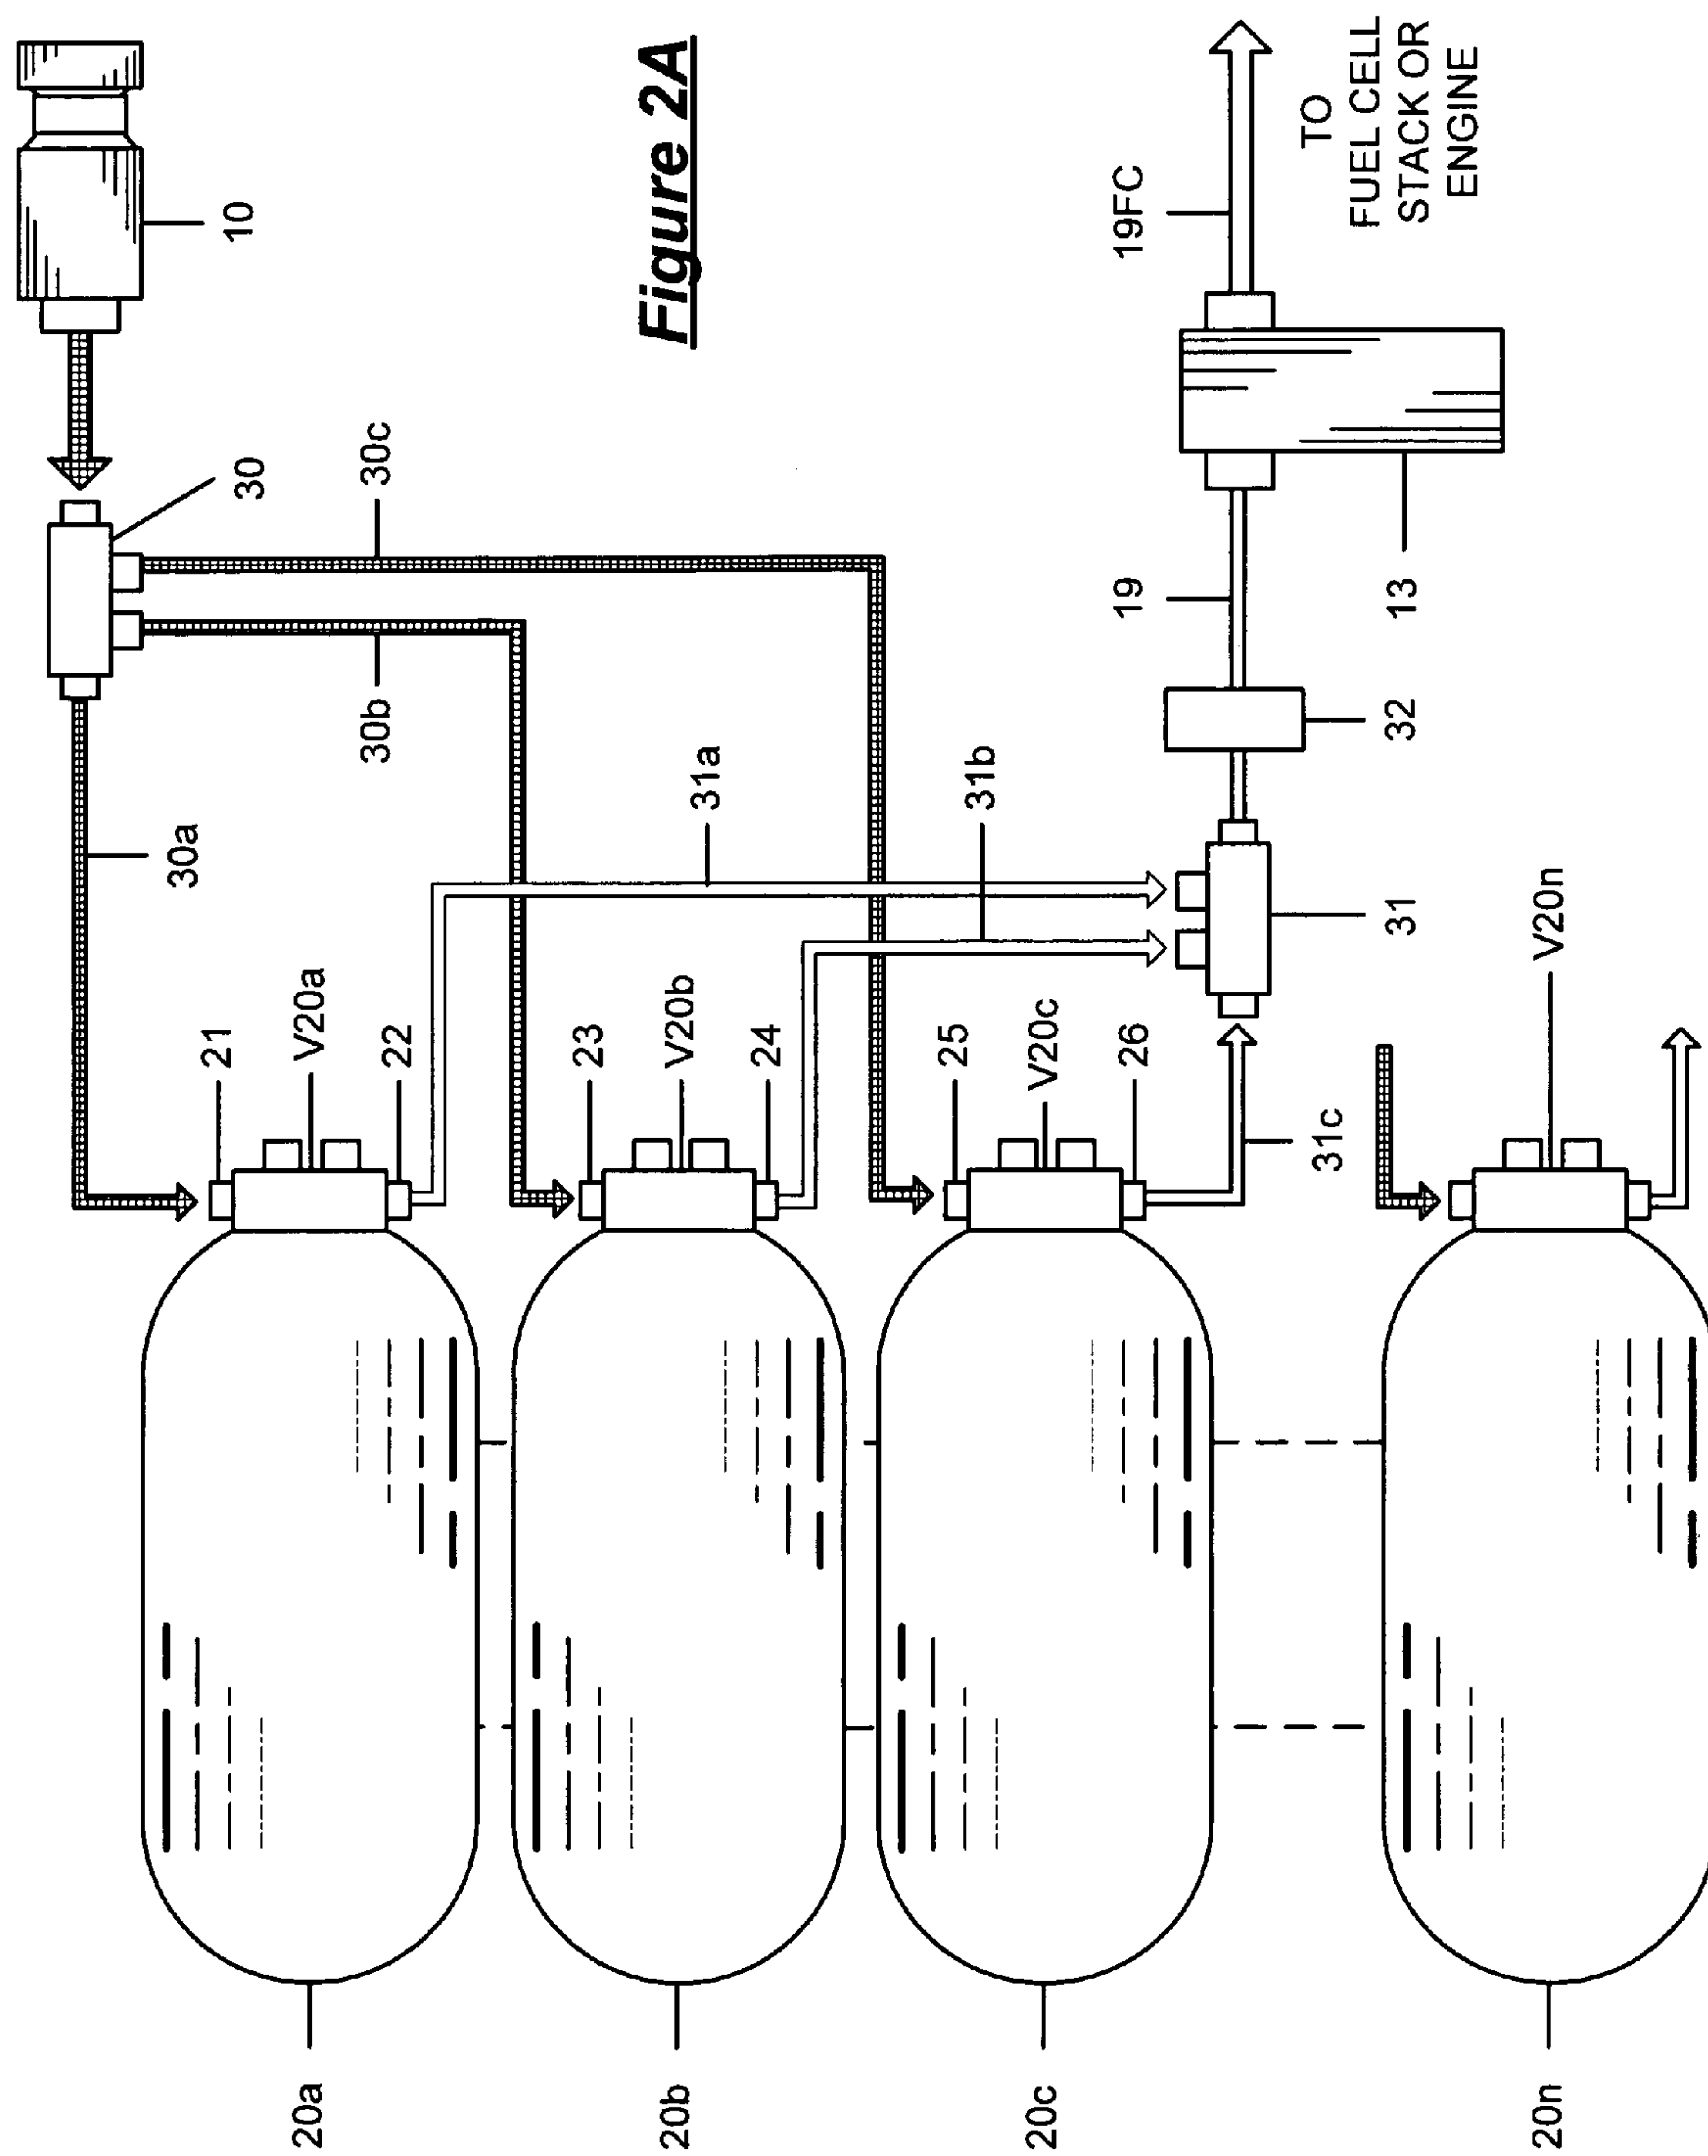 Figure 2A
10
30
30a
30b
30c
31a
31b
21
V20a
22
23
V20b
24
25
V20c
26
31c
V20n
31
32
19
13
19FC
TO
FUEL CELL
STACK OR
ENGINE
20a
20b
20c
20n